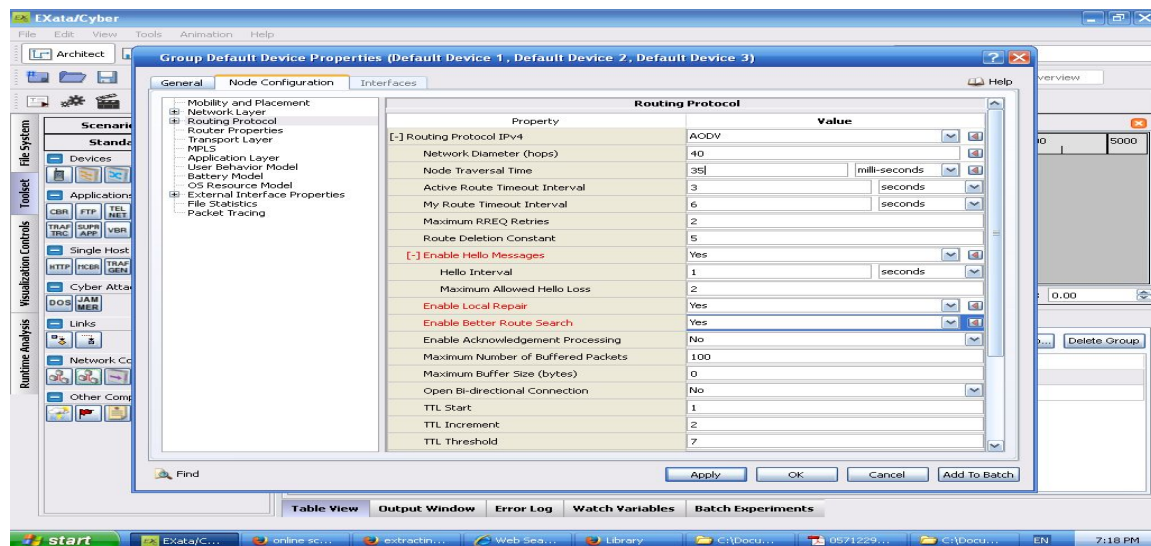 EXata/Cyber
File Edit View Tools Animation Help
Architect
Group Default Device Properties (Default Device 1, Default Device 2, Default Device 3)
General Node Configuration Interfaces Help
Mobility and Placement
Network Layer
Routing Protocol
Router Properties
Transport Layer
MPLS
Application Layer
User Behavior Model
Battery Model
OS Resource Model
External Interface Properties
File Statistics
Packet Tracing
Routing Protocol
Property Value
[-] Routing Protocol IPv4 AODV
Network Diameter (hops) 40
Node Traversal Time 35 milli-seconds
Active Route Timeout Interval 3 seconds
My Route Timeout Interval 6 seconds
Maximum RREQ Retries 2
Route Deletion Constant 5
[-] Enable Hello Messages Yes
Hello Interval 1 seconds
Maximum Allowed Hello Loss 2
Enable Local Repair Yes
Enable Better Route Search Yes
Enable Acknowledgement Processing No
Maximum Number of Buffered Packets 100
Maximum Buffer Size (bytes) 0
Open Bi-directional Connection No
TTL Start 1
TTL Increment 2
TTL Threshold 7
Find Apply OK Cancel Add To Batch
File System
Toolset
Visualization Controls
Runtime Analysis
Scenari
Standa
Devices
Applications
CBR FTP TEL NET
TRAF TRC SUPR APP VBR
Single Host
HTTP MCBR TRAF GEN
Cyber Atta
DOS JAM MER
Links
Network Co
Other Comp
verview
5000
0.00
Delete Group
Table View Output Window Error Log Watch Variables Batch Experiments
start EXata/C... online sc... extractin... Web Sea... Library C:\Docu... 0571229... C:\Docu... EN 7:18 PM